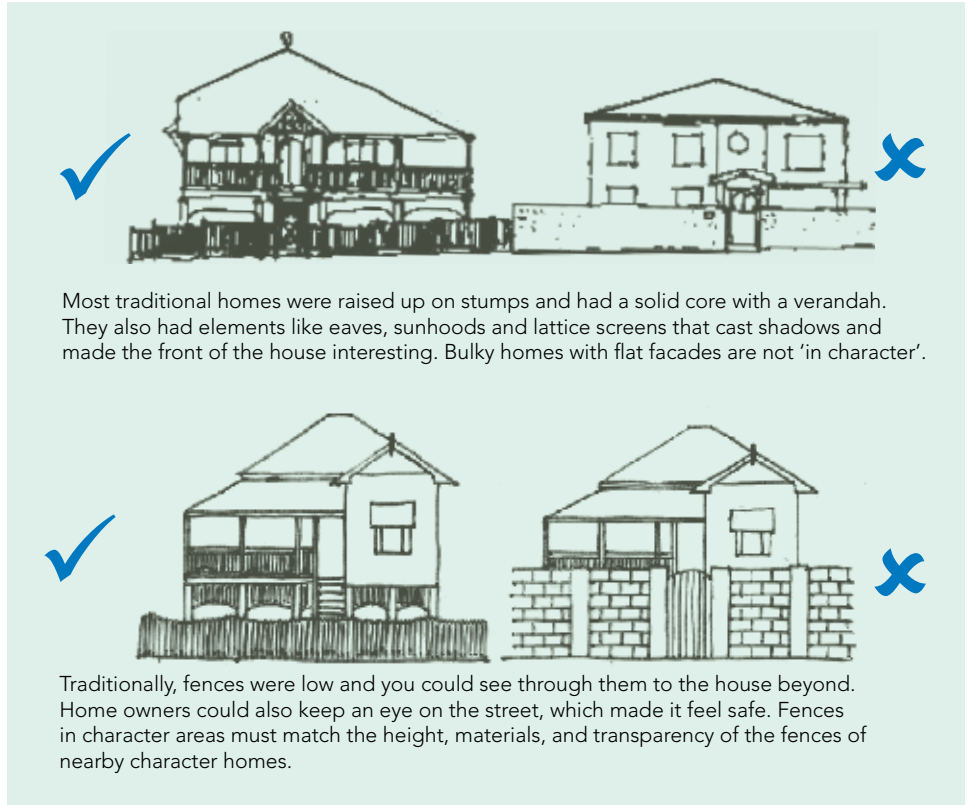 Most traditional homes were raised up on stumps and had a solid core with a verandah.
They also had elements like eaves, sunhoods and lattice screens that cast shadows and
made the front of the house interesting. Bulky homes with flat facades are not ‘in character’.
Traditionally, fences were low and you could see through them to the house beyond.
Home owners could also keep an eye on the street, which made it feel safe. Fences
in character areas must match the height, materials, and transparency of the fences of
nearby character homes.